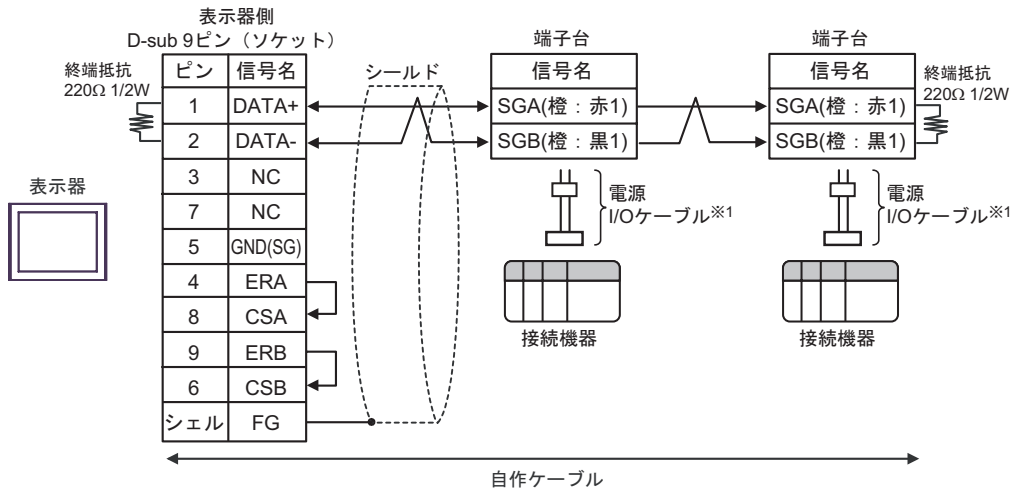 表示器側
D-sub 9ピン（ソケット）
終端抵抗
220Ω 1/2W
ピン 信号名
1 DATA+
2 DATA-
3 NC
7 NC
5 GND(SG)
4 ERA
8 CSA
9 ERB
6 CSB
シェル FG
表示器
シールド
端子台
信号名
SGA(橙：赤1)
SGB(橙：黒1)
電源
I/Oケーブル※1
接続機器
端子台
信号名
SGA(橙：赤1)
SGB(橙：黒1)
終端抵抗
220Ω 1/2W
電源
I/Oケーブル※1
接続機器
自作ケーブル